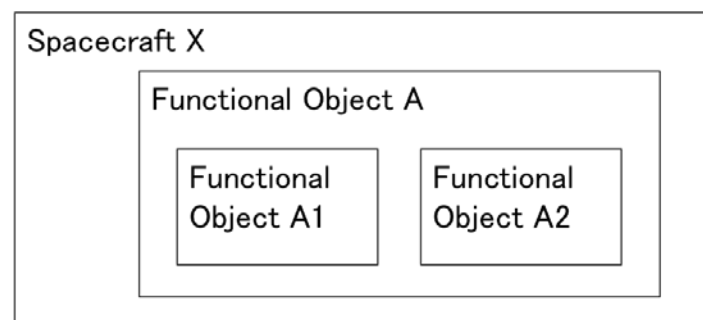 Spacecraft X
Functional Object A
Functional
Object A1
Functional
Object A2